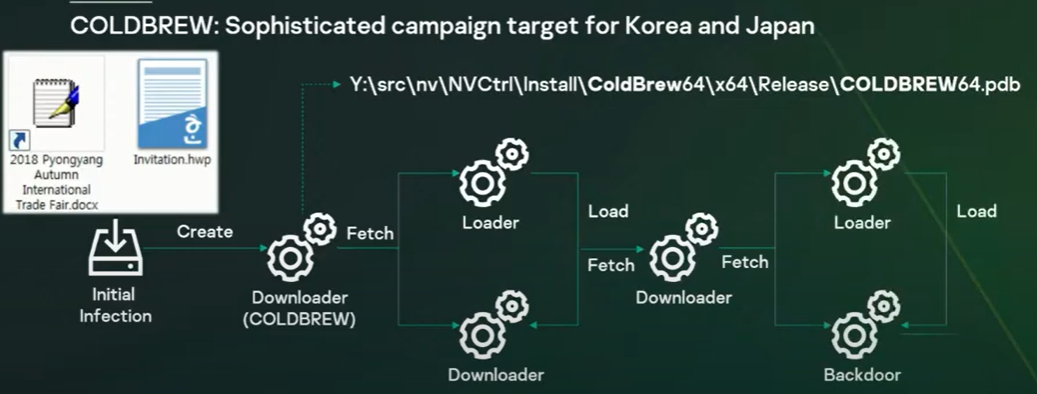 COLDBREW: Sophisticated campaign target for Korea and Japan
Y:\src\nv\NVCtrl\Install\ColdBrew64\x64\Release\COLDBREW64.pdb
2018 Pyongyang
Autumn
International
Trade Fair.docx
Invitation.hwp
Initial
Infection
Create
Downloader
(COLDBREW)
Fetch
Loader
Downloader
Load
Fetch
Downloader
Fetch
Loader
Backdoor
Load